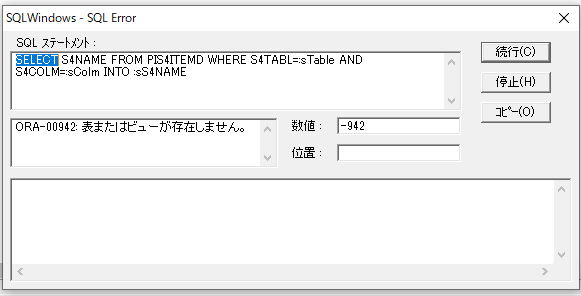 SQLWindows - SQL Error
SQL ステートメント :
SELECT S4NAME FROM PIS4ITEMD WHERE S4TABL=:sTable AND
S4COLM=:sColm INTO :sS4NAME
続行(C)
停止(H)
コピー(O)
ORA-00942: 表またはビューが存在しません。
数値 : -942
位置 :